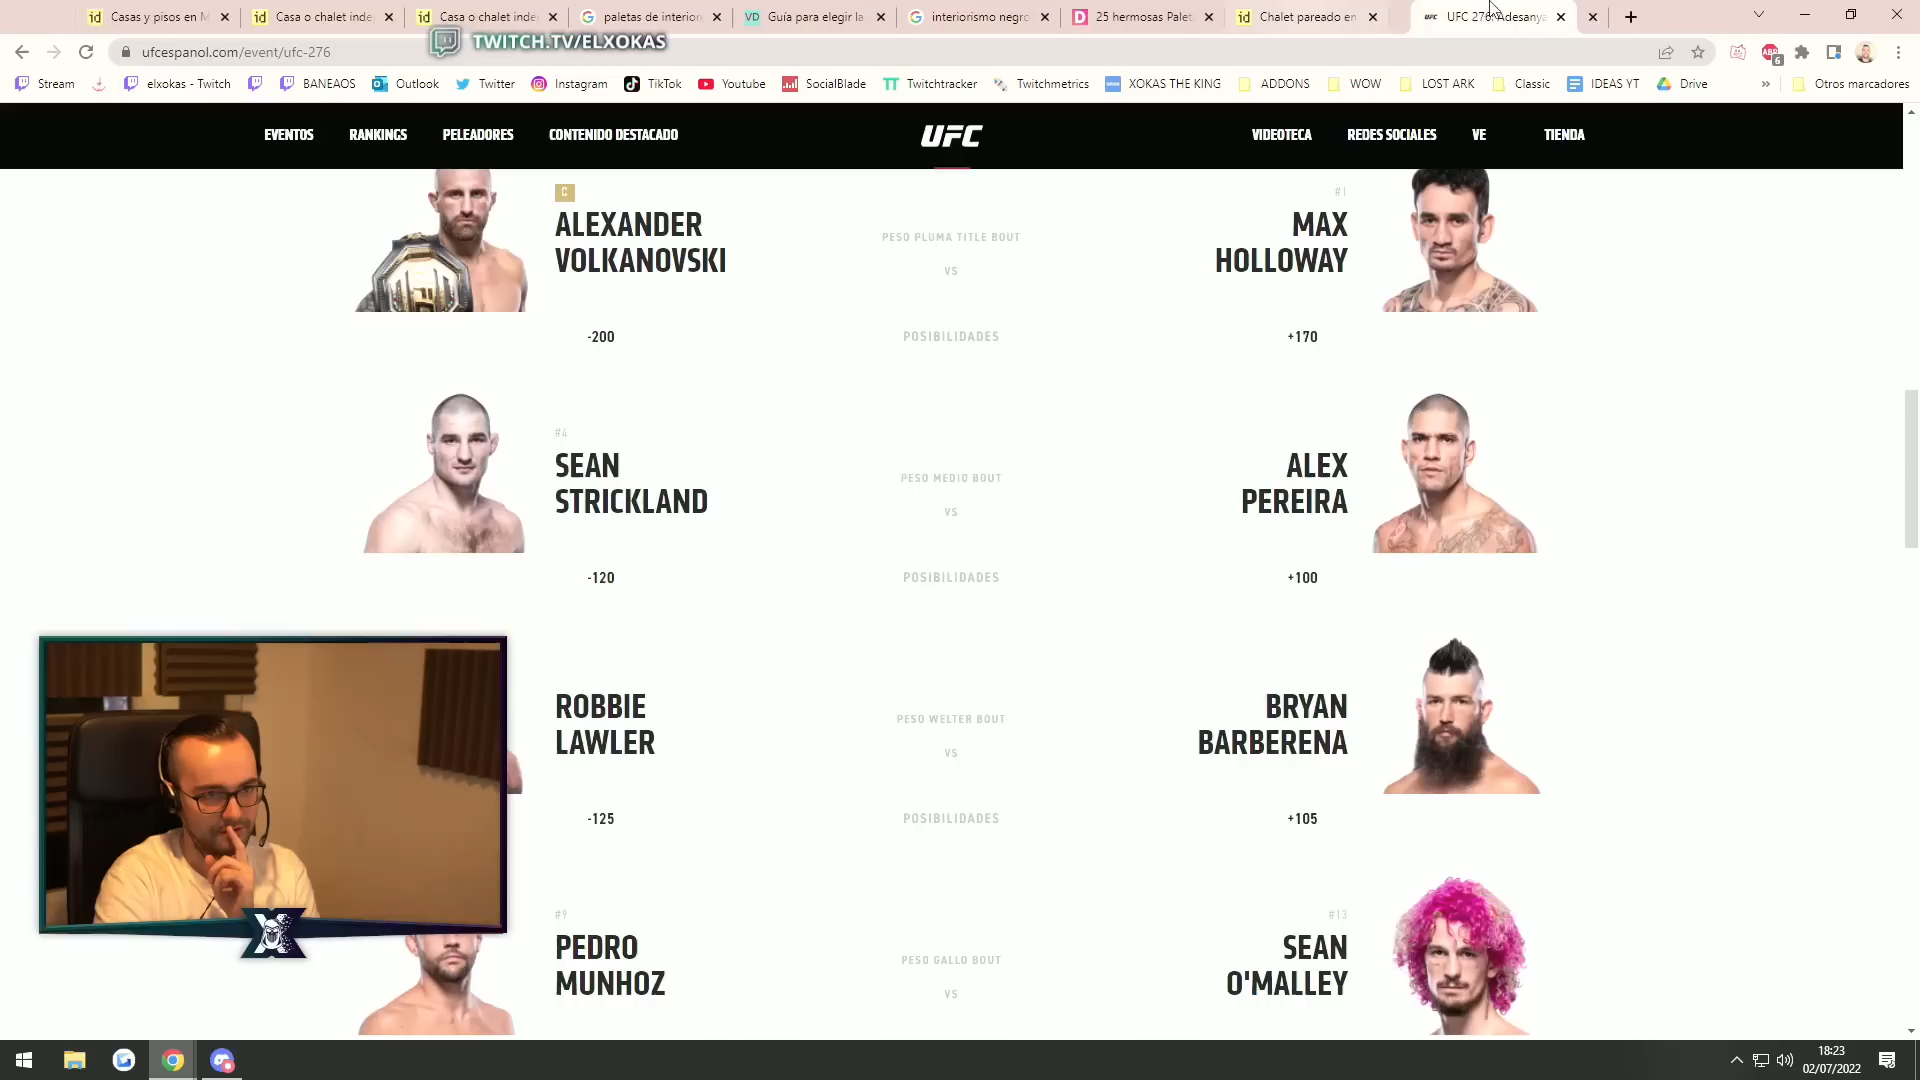 Casas y pisos en M
Casa o chalet inde
Casa o chalet inde
paletas de interior
Guía para elegir la
interiorismo negro
25 hermosas Palet
Chalet pareado en
UFC 276: Adesanya
TWITCH.TV/ELXOKAS
ufcespanol.com/event/ufc-276
6
Stream
elxokas - Twitch
BANEAOS
Outlook
Twitter
Instagram
TikTok
Youtube
SocialBlade
Twitchtracker
Twitchmetrics
XOKAS THE KING
ADDONS
WOW
LOST ARK
Classic
IDEAS YT
Drive
»
Otros marcadores
EVENTOS RANKINGS PELEADORES CONTENIDO DESTACADO UFC VIDEOTECA REDES SOCIALES VE TIENDA
C #1
ALEXANDER
VOLKANOVSKI
PESO PLUMA TITLE BOUT
VS
MAX
HOLLOWAY
-200 POSIBILIDADES +170
#4
SEAN
STRICKLAND
PESO MEDIO BOUT
VS
ALEX
PEREIRA
-120 POSIBILIDADES +100
ROBBIE
LAWLER
PESO WELTER BOUT
VS
BRYAN
BARBERENA
-125 POSIBILIDADES +105
#9 #13
PEDRO
MUNHOZ
PESO GALLO BOUT
VS
SEAN
O'MALLEY
18:23
02/07/2022